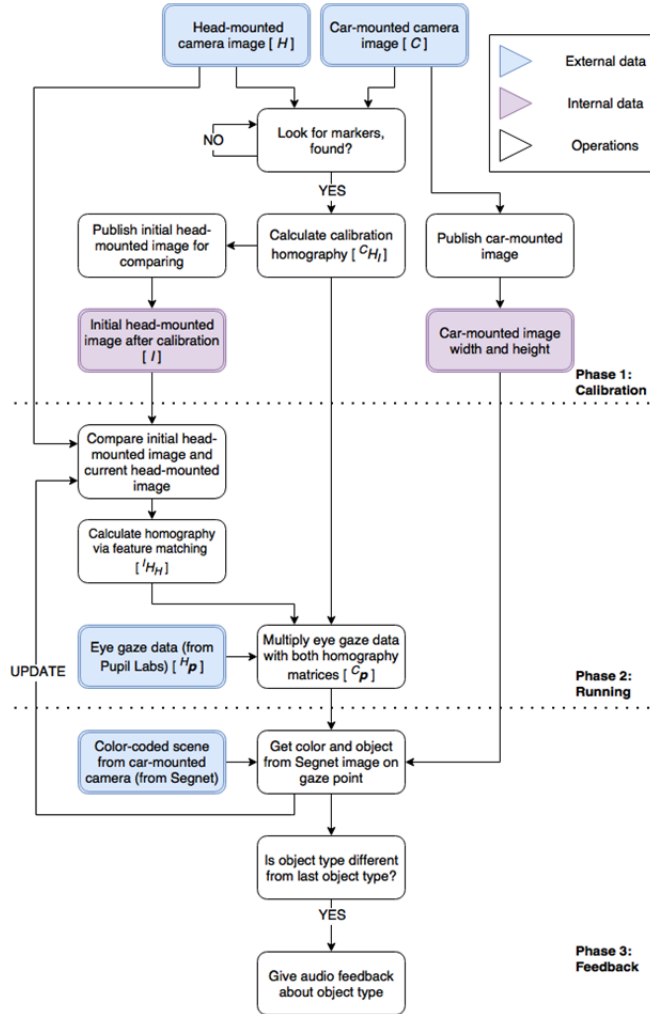 Head-mounted
camera image [ H ]
Car-mounted camera
image [ C ]
External data
Internal data
Operations
Look for markers,
found?
NO
YES
Publish initial head-
mounted image for
comparing
Calculate calibration
homography [ ᶜH_I ]
Publish car-mounted
image
Initial head-mounted
image after calibration
[ I ]
Car-mounted image
width and height
Phase 1:
Calibration
Compare initial head-
mounted image and
current head-mounted
image
Calculate homography
via feature matching
[ ᴵH_H ]
Eye gaze data (from
Pupil Labs) [ ᴴp ]
Multiply eye gaze data
with both homography
matrices [ ᶜp ]
UPDATE
Phase 2:
Running
Color-coded scene
from car-mounted
camera (from Segnet)
Get color and object
from Segnet image on
gaze point
Is object type different
from last object type?
YES
Give audio feedback
about object type
Phase 3:
Feedback